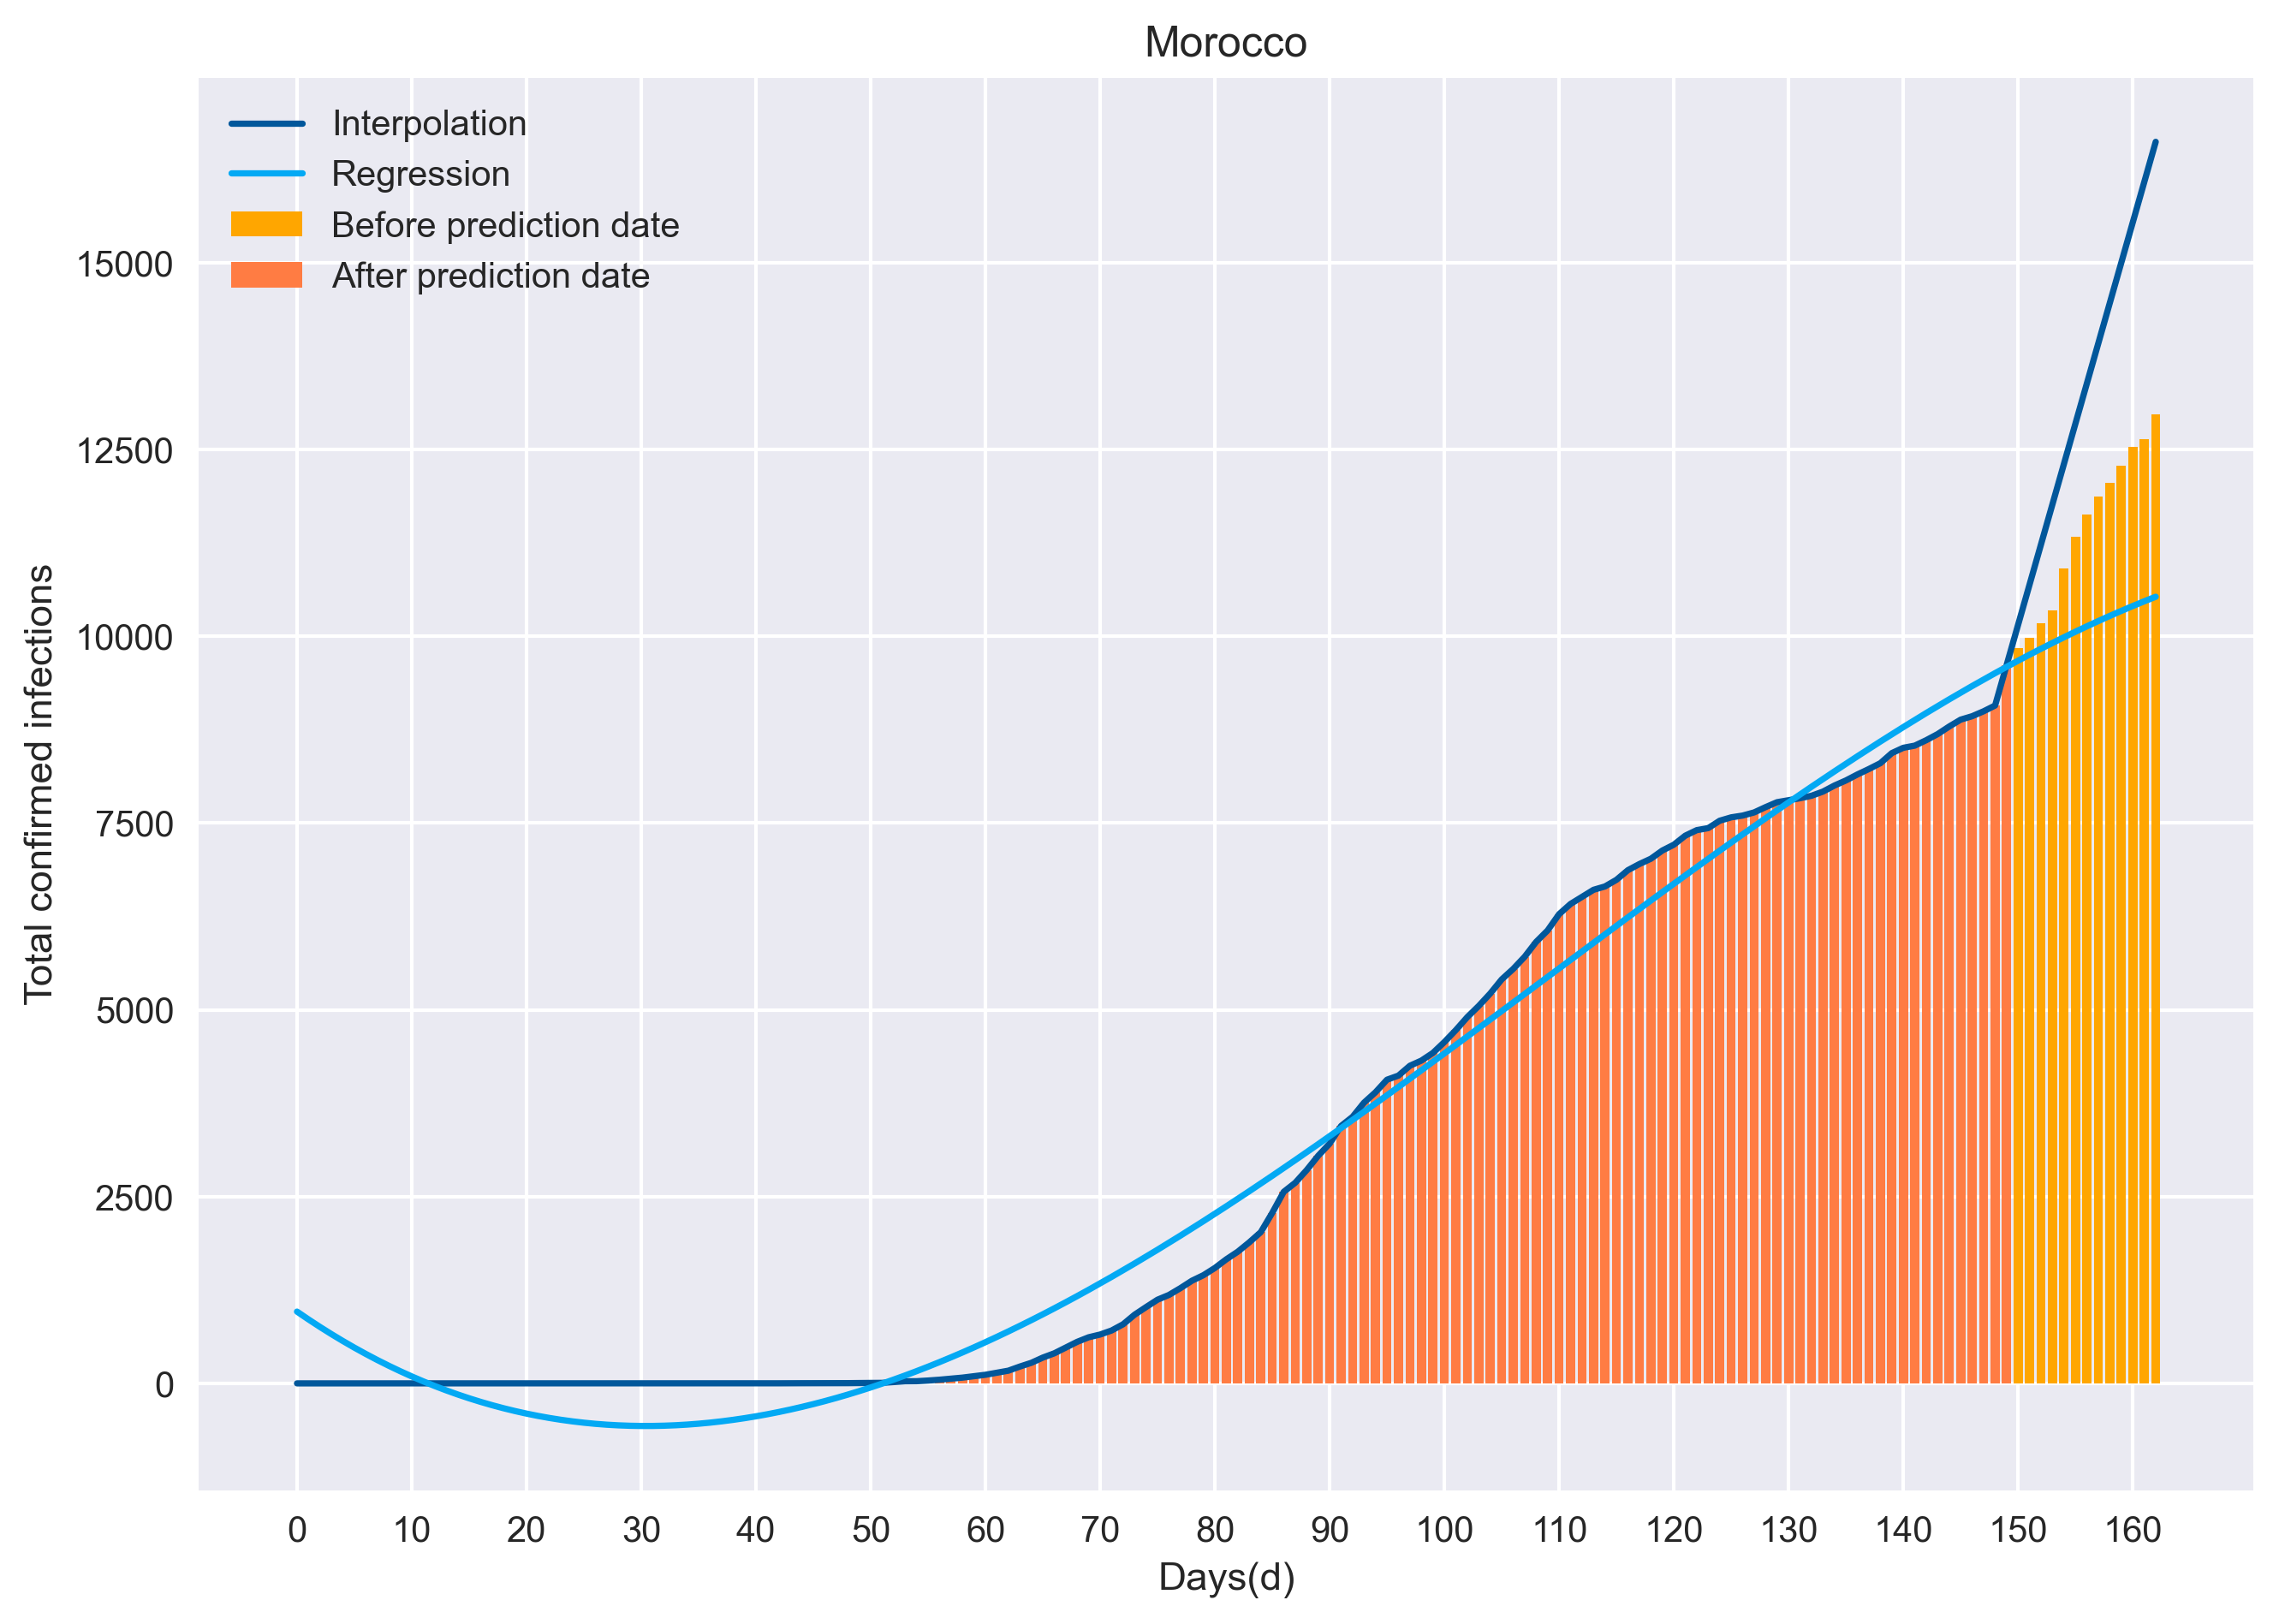 Morocco
Interpolation
Regression
Before prediction date
After prediction date
15000
12500
10000
7500
5000
2500
0
Total confirmed infections
0 10 20 30 40 50 60 70 80 90 100 110 120 130 140 150 160
Days(d)